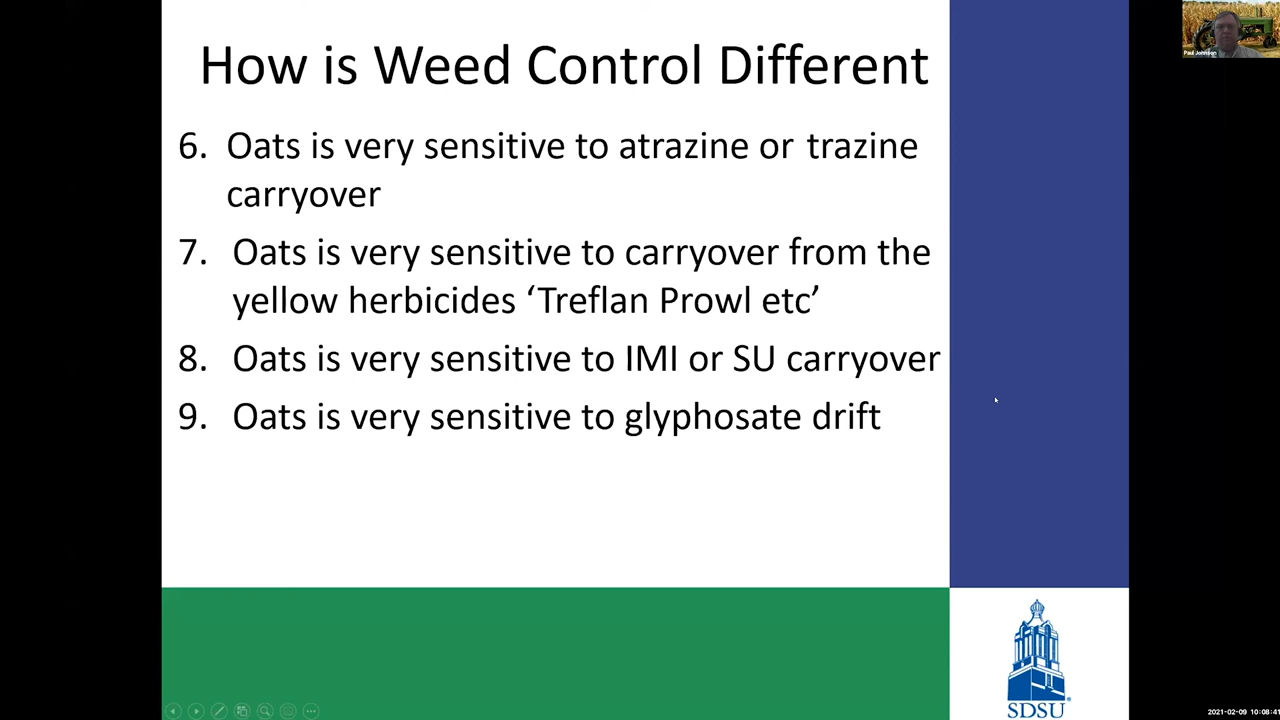 How is Weed Control Different
6. Oats is very sensitive to atrazine or trazine
carryover
7. Oats is very sensitive to carryover from the
yellow herbicides ‘Treflan Prowl etc’
8. Oats is very sensitive to IMI or SU carryover
9. Oats is very sensitive to glyphosate drift
Paul Johnson
SDSU
2021-02-09 10:08:41